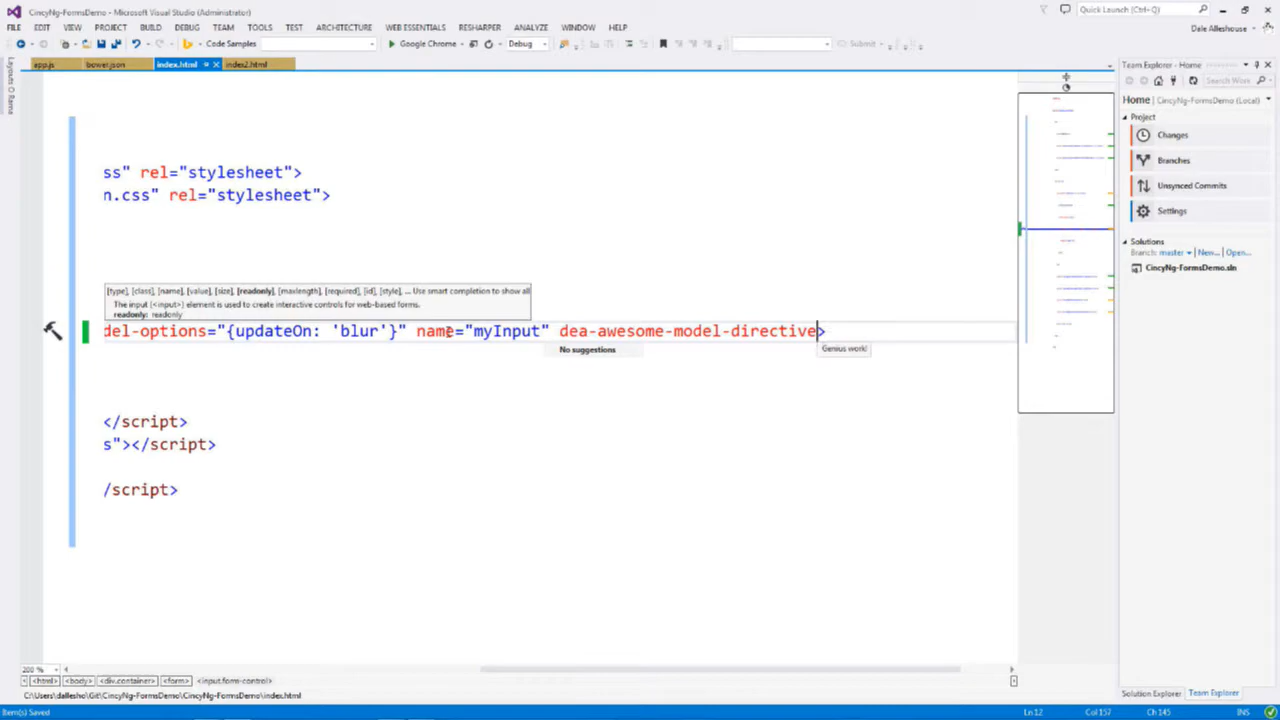 CincyNg-FormsDemo - Microsoft Visual Studio (Administrator)
Quick Launch (Ctrl+Q)
FILE EDIT VIEW PROJECT BUILD DEBUG TEAM TOOLS TEST ARCHITECTURE WEB ESSENTIALS RESHARPER ANALYZE WINDOW HELP
Dale Alleshouse
Code Samples
Google Chrome
Debug
Submit
Layouts O Rama
app.js bower.json index.html index2.html
ss" rel="stylesheet">
n.css" rel="stylesheet">
[type], [class], [name], [value], [size], [readonly], [maxlength], [required], [id], [style], ... Use smart completion to show all
The input (<input>) element is used to create interactive controls for web-based forms.
readonly: readonly
del-options="{updateOn: 'blur'}" name="myInput" dea-awesome-model-directive>
No suggestions
Genius work!
</script>
s"></script>
/script>
200 %
<html> <body> <div.container> <form> <input.form-control>
C:\Users\dallesho\Git\CincyNg-FormsDemo\CincyNg-FormsDemo\index.html
Team Explorer - Home
Search Work
Home | CincyNg-FormsDemo (Local)
Project
Changes
Branches
Unsynced Commits
Settings
Solutions
Branch: master New... Open...
CincyNg-FormsDemo.sln
Solution Explorer Team Explorer
Item(s) Saved
Ln 12 Col 157 Ch 145 INS